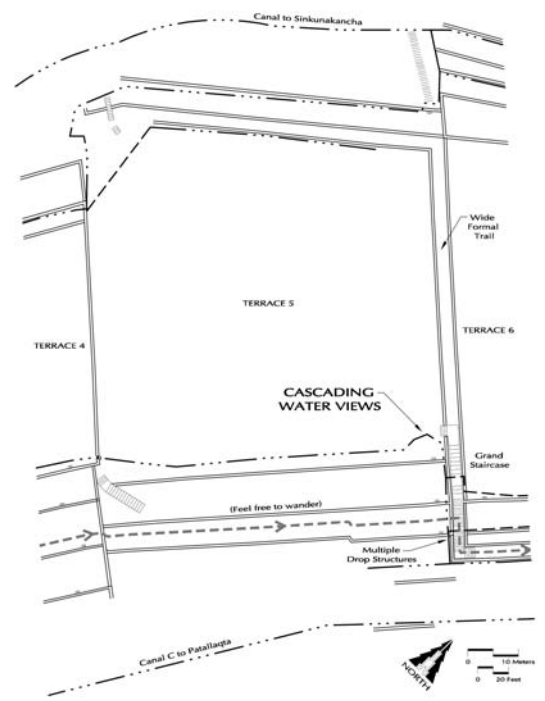 Canal to Sinkunakancha
Wide
Formal
Trail
TERRACE 5
TERRACE 6
TERRACE 4
CASCADING
WATER VIEWS
Grand
Staircase
(Feel free to wander)
Multiple
Drop Structures
Canal C to Patallaqta
NORTH
0 10 Meters
0 20 Feet